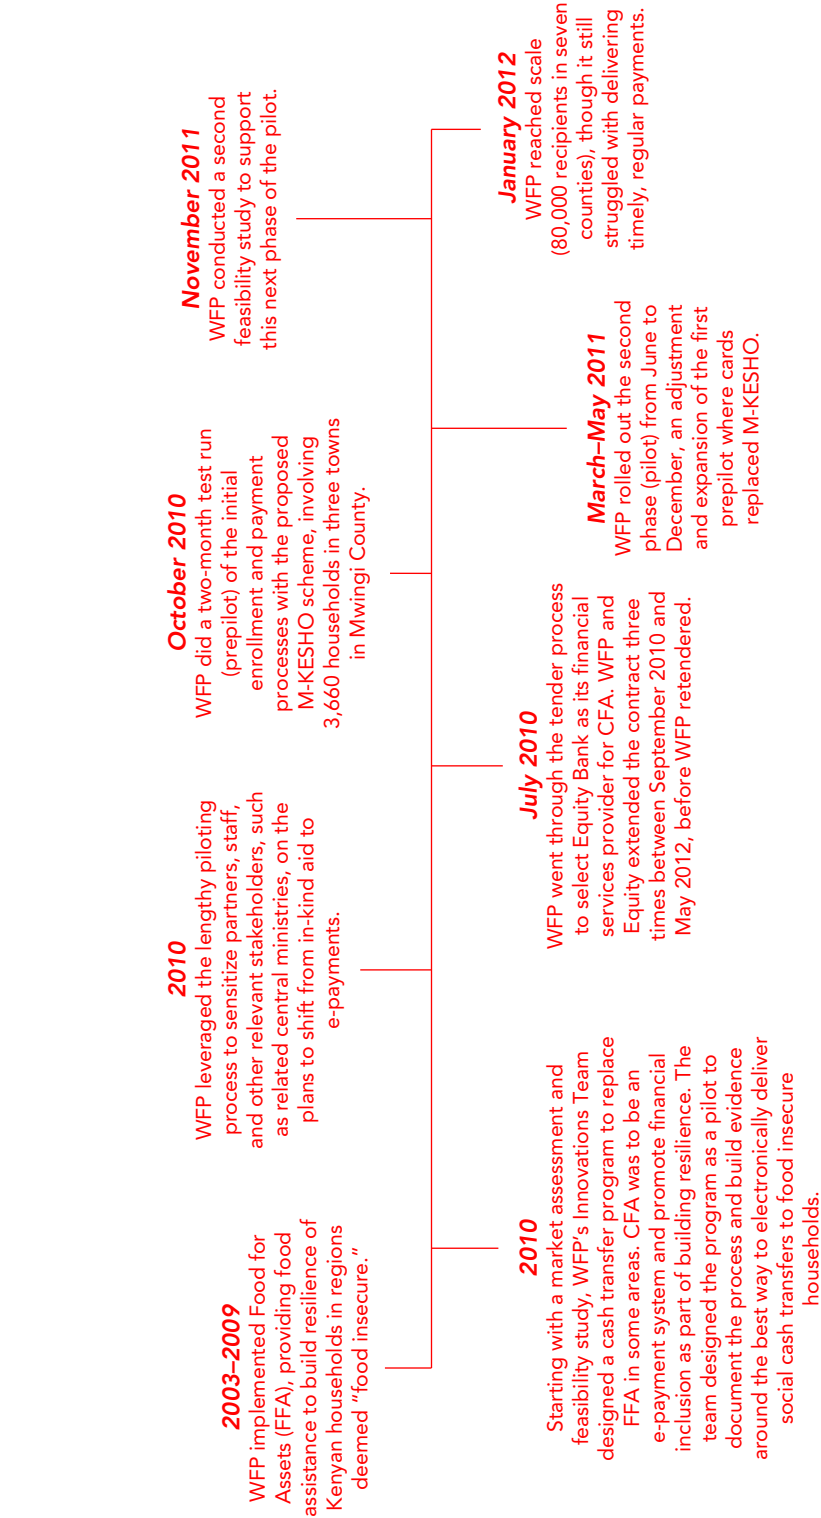 2003–2009
WFP implemented Food for
Assets (FFA), providing food
assistance to build resilience of
Kenyan households in regions
deemed “food insecure.”
2010
Starting with a market assessment and
feasibility study, WFP’s Innovations Team
designed a cash transfer program to replace
FFA in some areas. CFA was to be an
e-payment system and promote financial
inclusion as part of building resilience. The
team designed the program as a pilot to
document the process and build evidence
around the best way to electronically deliver
social cash transfers to food insecure
households.
2010
WFP leveraged the lengthy piloting
process to sensitize partners, staff,
and other relevant stakeholders, such
as related central ministries, on the
plans to shift from in-kind aid to
e-payments.
July 2010
WFP went through the tender process
to select Equity Bank as its financial
services provider for CFA. WFP and
Equity extended the contract three
times between September 2010 and
May 2012, before WFP retendered.
October 2010
WFP did a two-month test run
(prepilot) of the initial
enrollment and payment
processes with the proposed
M-KESHO scheme, involving
3,660 households in three towns
in Mwingi County.
March–May 2011
WFP rolled out the second
phase (pilot) from June to
December, an adjustment
and expansion of the first
prepilot where cards
replaced M-KESHO.
November 2011
WFP conducted a second
feasibility study to support
this next phase of the pilot.
January 2012
WFP reached scale
(80,000 recipients in seven
counties), though it still
struggled with delivering
timely, regular payments.